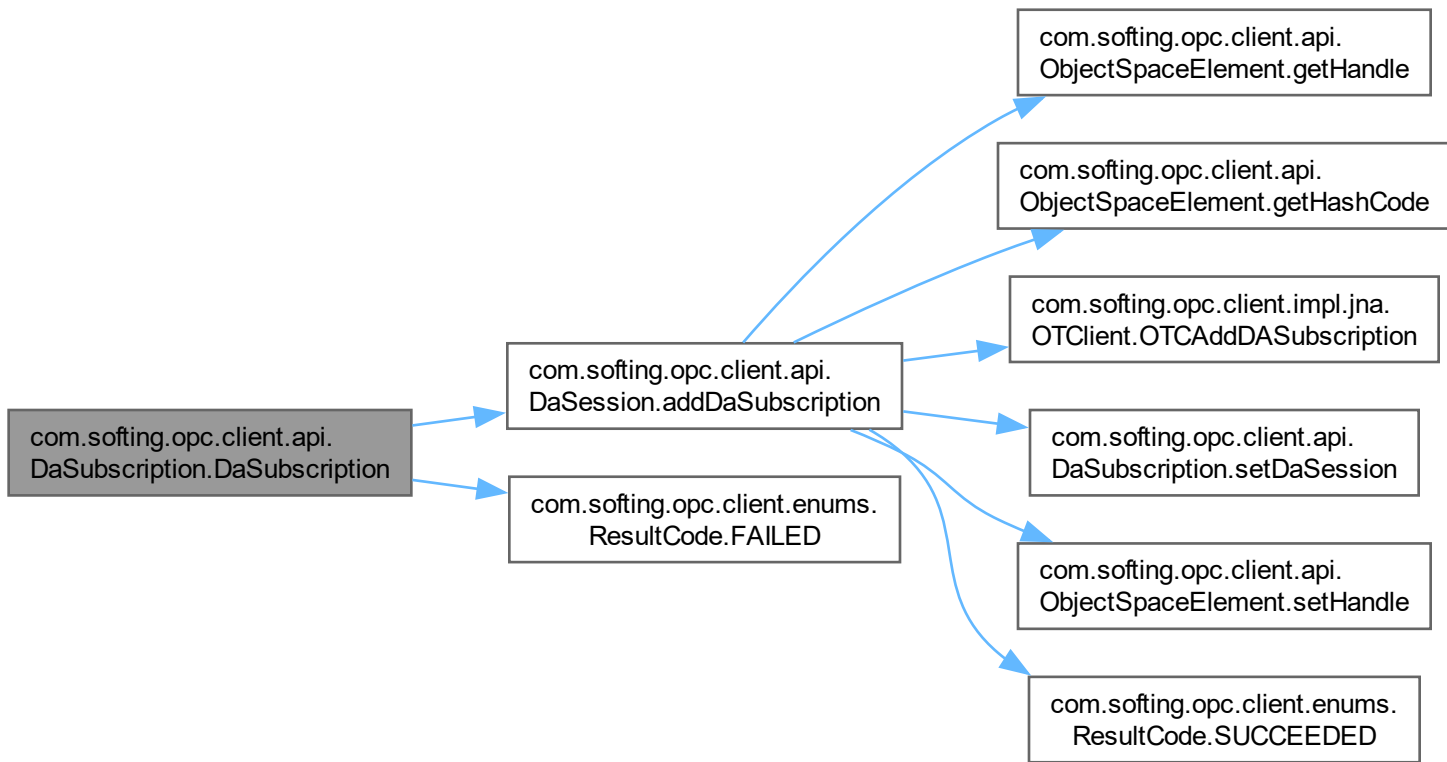 com.softing.opc.client.api.
DaSubscription.DaSubscription
com.softing.opc.client.api.
DaSession.addDaSubscription
com.softing.opc.client.enums.
ResultCode.FAILED
com.softing.opc.client.api.
ObjectSpaceElement.getHandle
com.softing.opc.client.api.
ObjectSpaceElement.getHashCode
com.softing.opc.client.impl.jna.
OTClient.OTCAddDASubscription
com.softing.opc.client.api.
DaSubscription.setDaSession
com.softing.opc.client.api.
ObjectSpaceElement.setHandle
com.softing.opc.client.enums.
ResultCode.SUCCEEDED